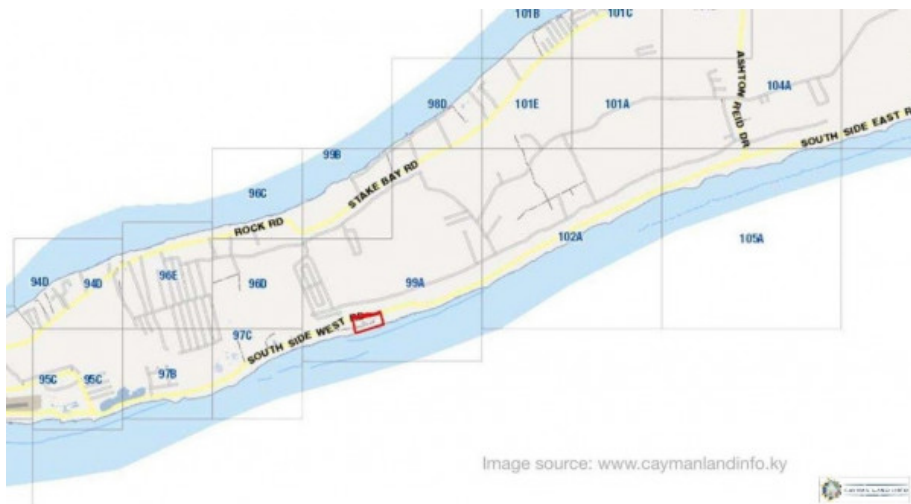 101B
101C
98D
101E
101A
ASHTON REID DR
104A
SOUTH SIDE EAST R
99B
STAKE BAY RD
96C
ROCK RD
102A
105A
94D
94D
96E
96D
99A
97C
SOUTH SIDE WEST RD
95C
95C
97B
Image source: www.caymanlandinfo.ky